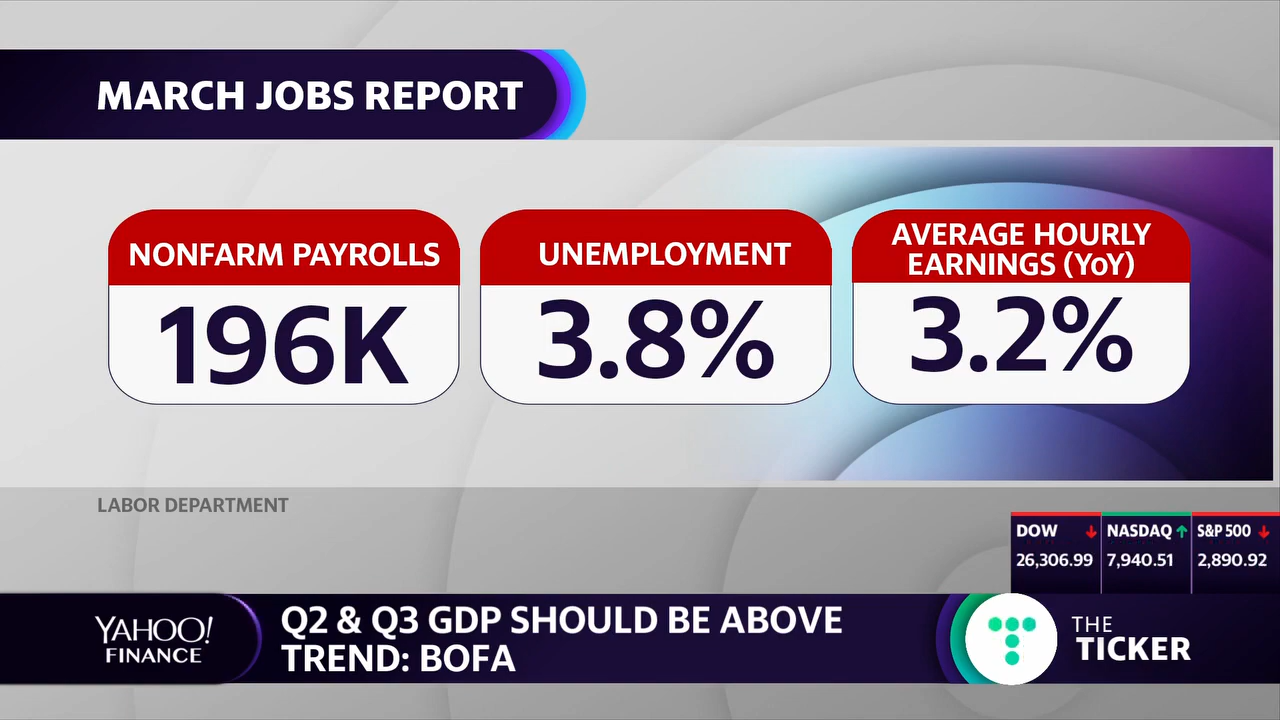 MARCH JOBS REPORT
NONFARM PAYROLLS
196K
UNEMPLOYMENT
3.8%
AVERAGE HOURLY
EARNINGS (YoY)
3.2%
LABOR DEPARTMENT
DOW
26,306.99
NASDAQ
7,940.51
S&P 500
2,890.92
YAHOO!
FINANCE
Q2 & Q3 GDP SHOULD BE ABOVE
TREND: BOFA
THE
TICKER